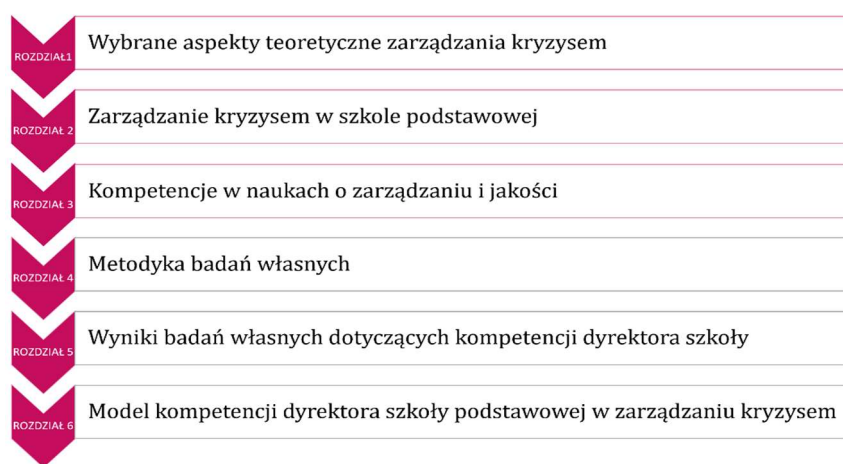 ROZDZIAŁ1
Wybrane aspekty teoretyczne zarządzania kryzysem
ROZDZIAŁ 2
Zarządzanie kryzysem w szkole podstawowej
ROZDZIAŁ 3
Kompetencje w naukach o zarządzaniu i jakości
ROZDZIAŁ 4
Metodyka badań własnych
ROZDZIAŁ 5
Wyniki badań własnych dotyczących kompetencji dyrektora szkoły
ROZDZIAŁ 6
Model kompetencji dyrektora szkoły podstawowej w zarządzaniu kryzysem